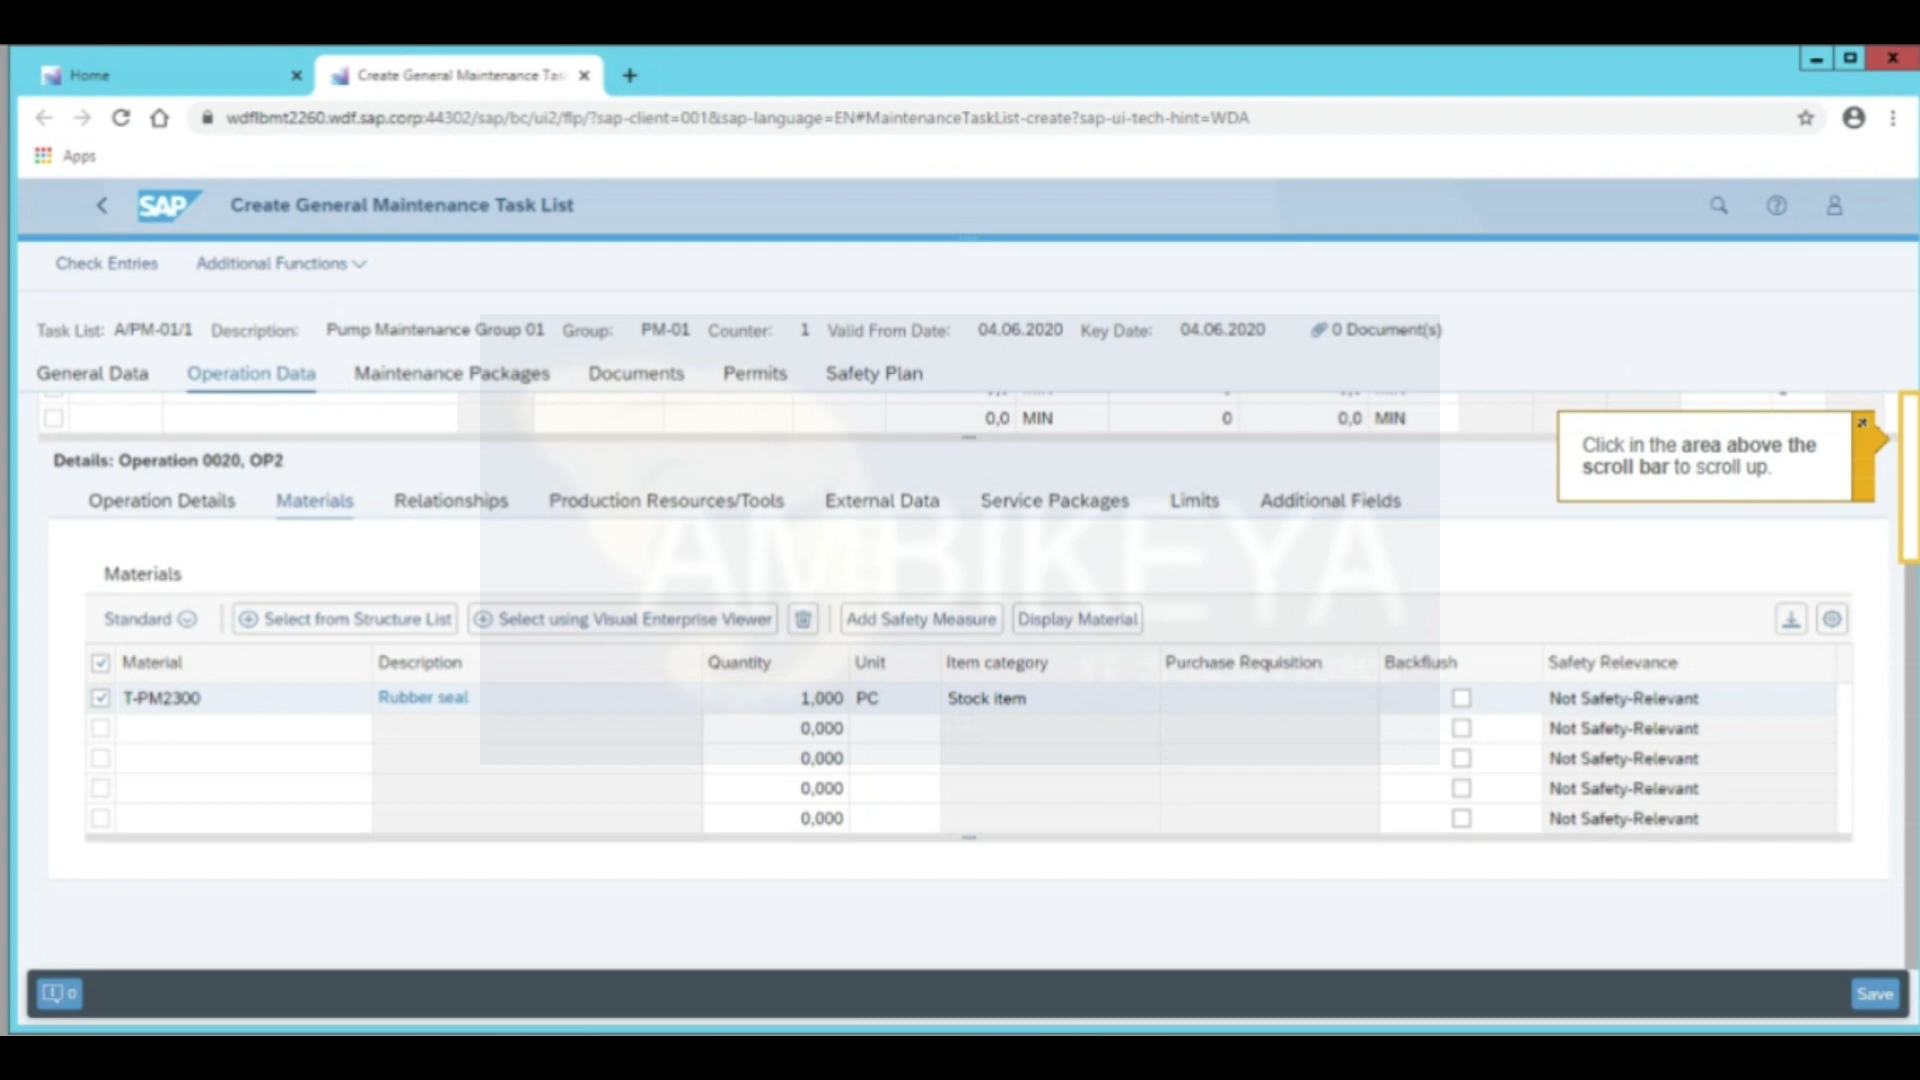 Home
Create General Maintenance Tas
wdflbmt2260.wdf.sap.corp:44302/sap/bc/ui2/flp/?sap-client=001&sap-language=EN#MaintenanceTaskList-create?sap-ui-tech-hint=WDA
Apps
SAP Create General Maintenance Task List
Check Entries Additional Functions
Task List: A/PM-01/1 Description: Pump Maintenance Group 01 Group: PM-01 Counter: 1 Valid From Date: 04.06.2020 Key Date: 04.06.2020 0 Document(s)
General Data Operation Data Maintenance Packages Documents Permits Safety Plan
0,0 MIN 0 0,0 MIN
Click in the area above the
scroll bar to scroll up.
Details: Operation 0020, OP2
Operation Details Materials Relationships Production Resources/Tools External Data Service Packages Limits Additional Fields
AMBIKEYA
Materials
Standard Select from Structure List Select using Visual Enterprise Viewer Add Safety Measure Display Material
Material Description Quantity Unit Item category Purchase Requisition Backflush Safety Relevance
T-PM2300 Rubber seal 1,000 PC Stock item Not Safety-Relevant
0,000 Not Safety-Relevant
0,000 Not Safety-Relevant
0,000 Not Safety-Relevant
0,000 Not Safety-Relevant
0 Save